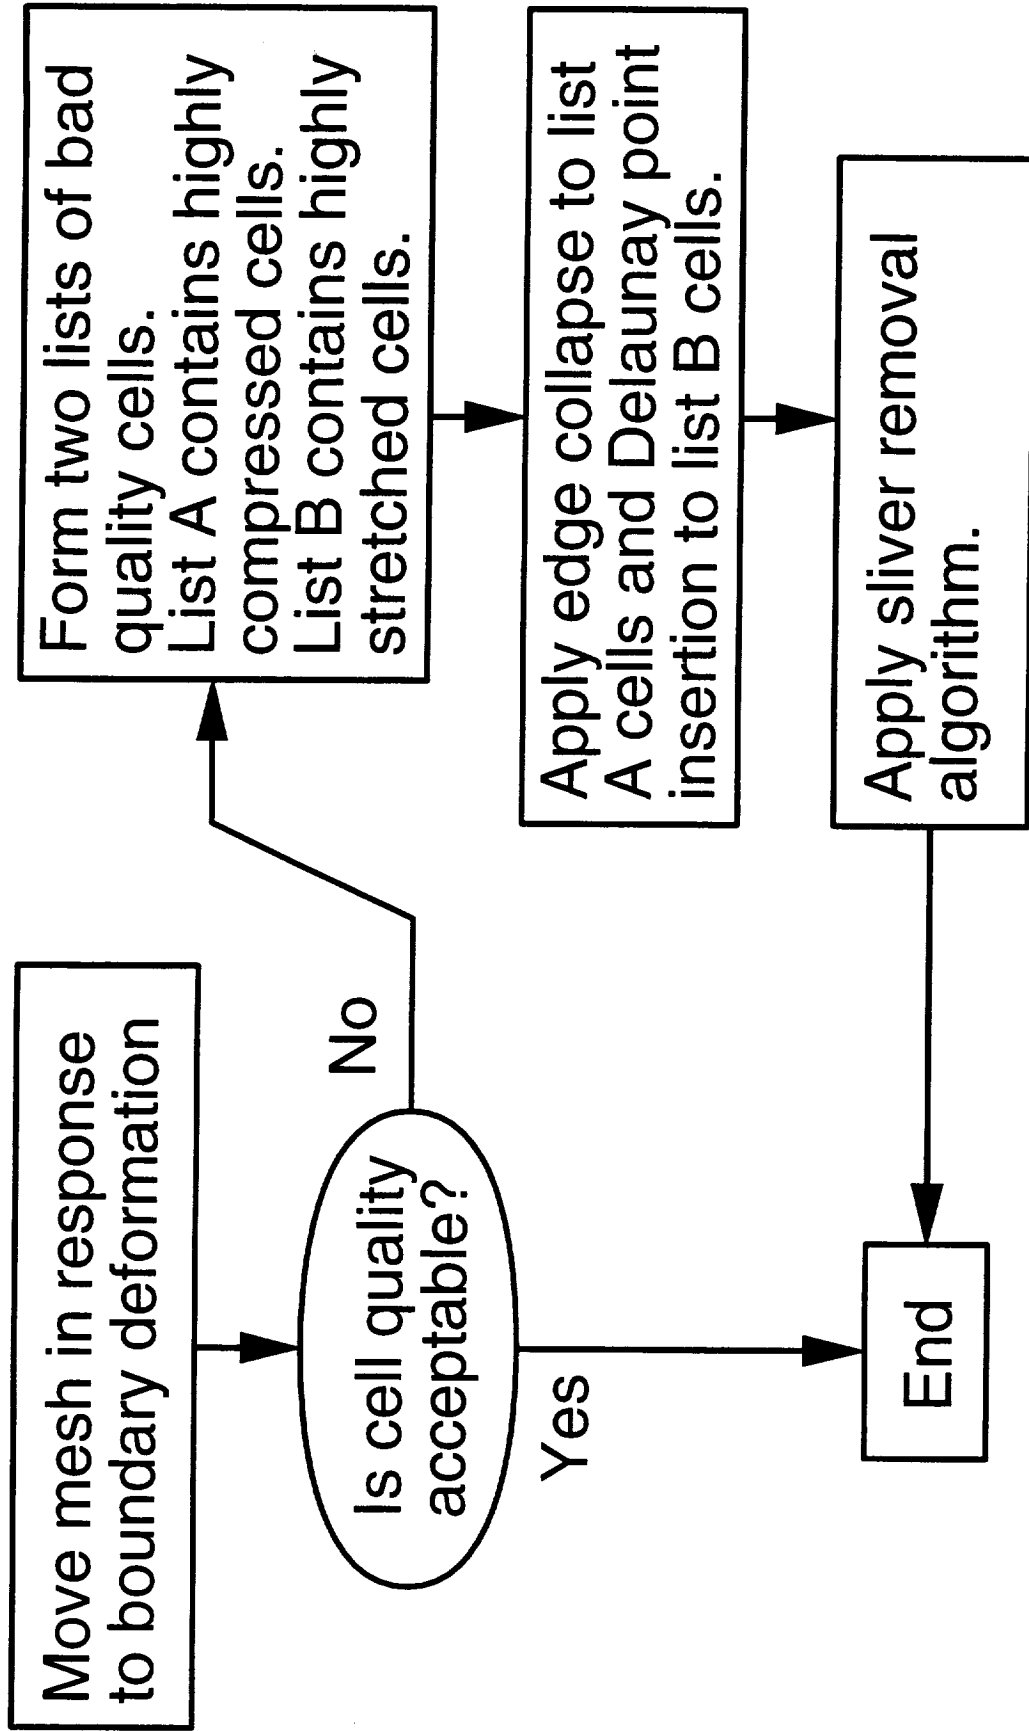 Move mesh in response
to boundary deformation
Is cell quality
acceptable?
Yes
No
Form two lists of bad
quality cells.
List A contains highly
compressed cells.
List B contains highly
stretched cells.
Apply edge collapse to list
A cells and Delaunay point
insertion to list B cells.
Apply sliver removal
algorithm.
End